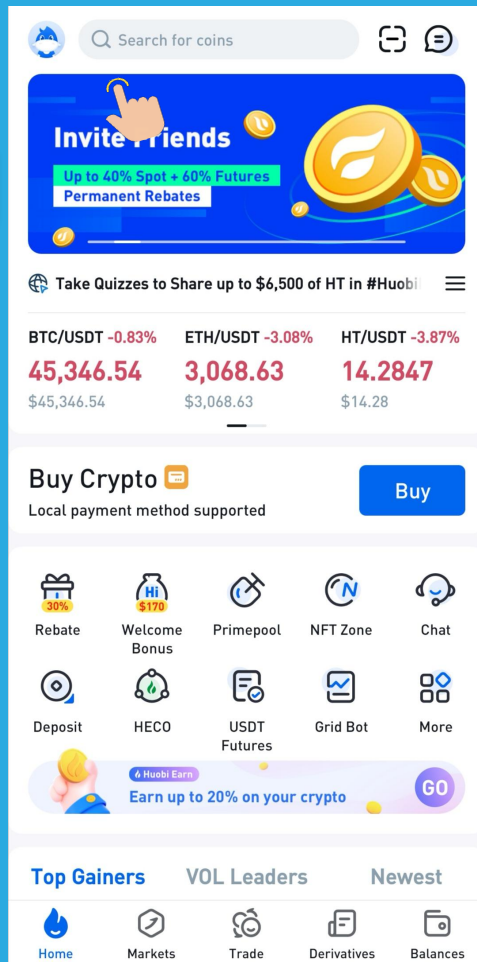 Search for coins
Invite Friends
Up to 40% Spot + 60% Futures
Permanent Rebates
Take Quizzes to Share up to $6,500 of HT in #Huobi
BTC/USDT -0.83% ETH/USDT -3.08% HT/USDT -3.87%
45,346.54 3,068.63 14.2847
$45,346.54 $3,068.63 $14.28
Buy Crypto
Buy
Local payment method supported
30% Hi $170 N
Rebate Welcome Bonus Primepool NFT Zone Chat
Deposit HECO USDT Futures Grid Bot More
Huobi Earn
Earn up to 20% on your crypto GO
Top Gainers VOL Leaders Newest
Home Markets Trade Derivatives Balances